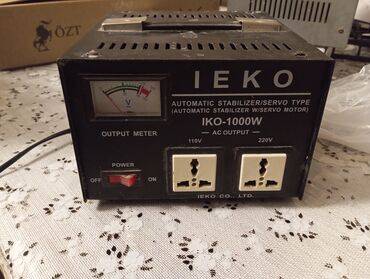 ÖZT
IEKO
AUTOMATIC STABILIZER/SERVO TYPE
(AUTOMATIC STABILIZER W/SERVO MOTOR)
IKO-1000W
AC OUTPUT
110V 220V
V
OUTPUT METER
POWER
OFF ON
IEKO CO., LTD.